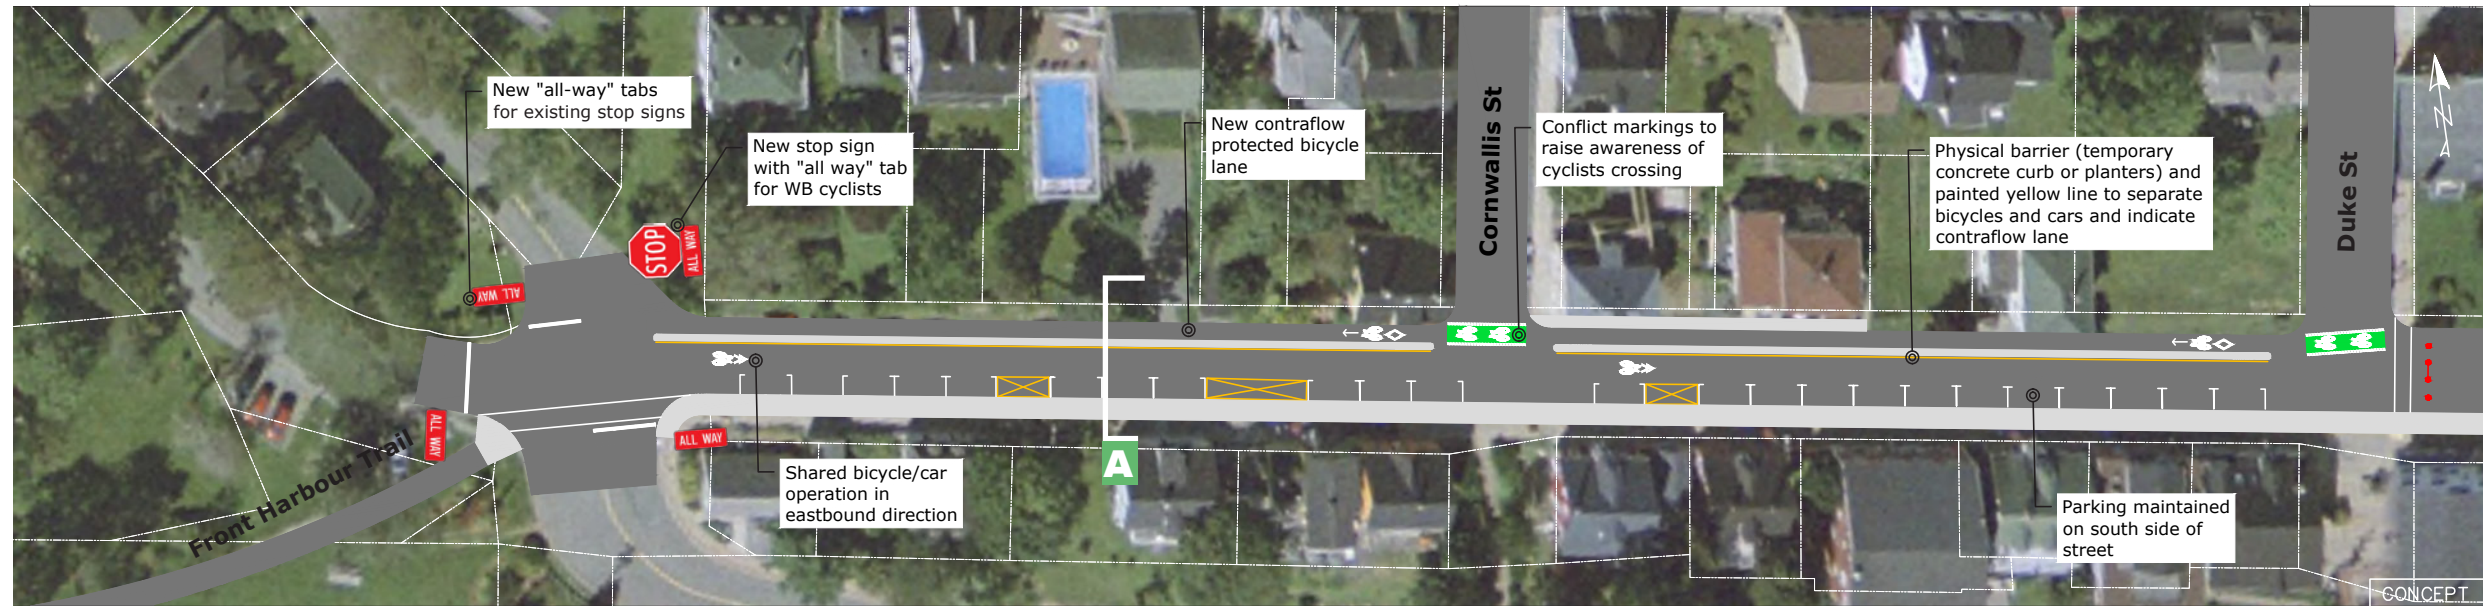 New "all-way" tabs
for existing stop signs
New stop sign
with "all way" tab
for WB cyclists
STOP
ALL WAY
ALL WAY
ALL WAY
ALL WAY
Front Harbour Trail
Shared bicycle/car
operation in
eastbound direction
A
New contraflow
protected bicycle
lane
Cornwallis St
Conflict markings to
raise awareness of
cyclists crossing
Physical barrier (temporary
concrete curb or planters) and
painted yellow line to separate
bicycles and cars and indicate
contraflow lane
Duke St
N
Parking maintained
on south side of
street
CONCEPT